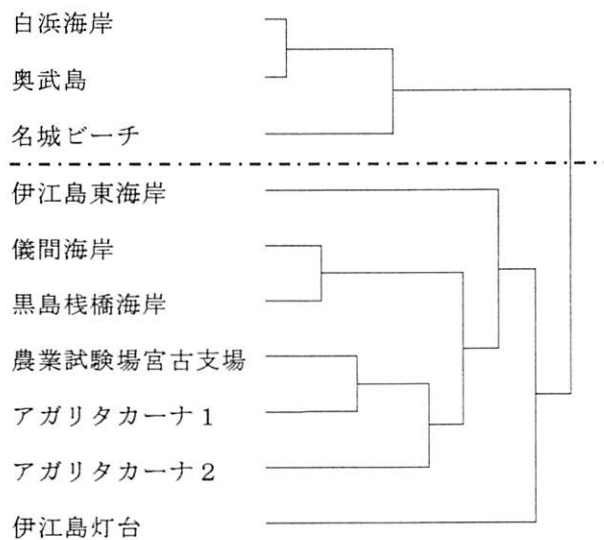 白浜海岸
奥武島
名城ビーチ
伊江島東海岸
儀間海岸
黒島桟橋海岸
農業試験場宮古支場
アガリタカーナ１
アガリタカーナ２
伊江島灯台